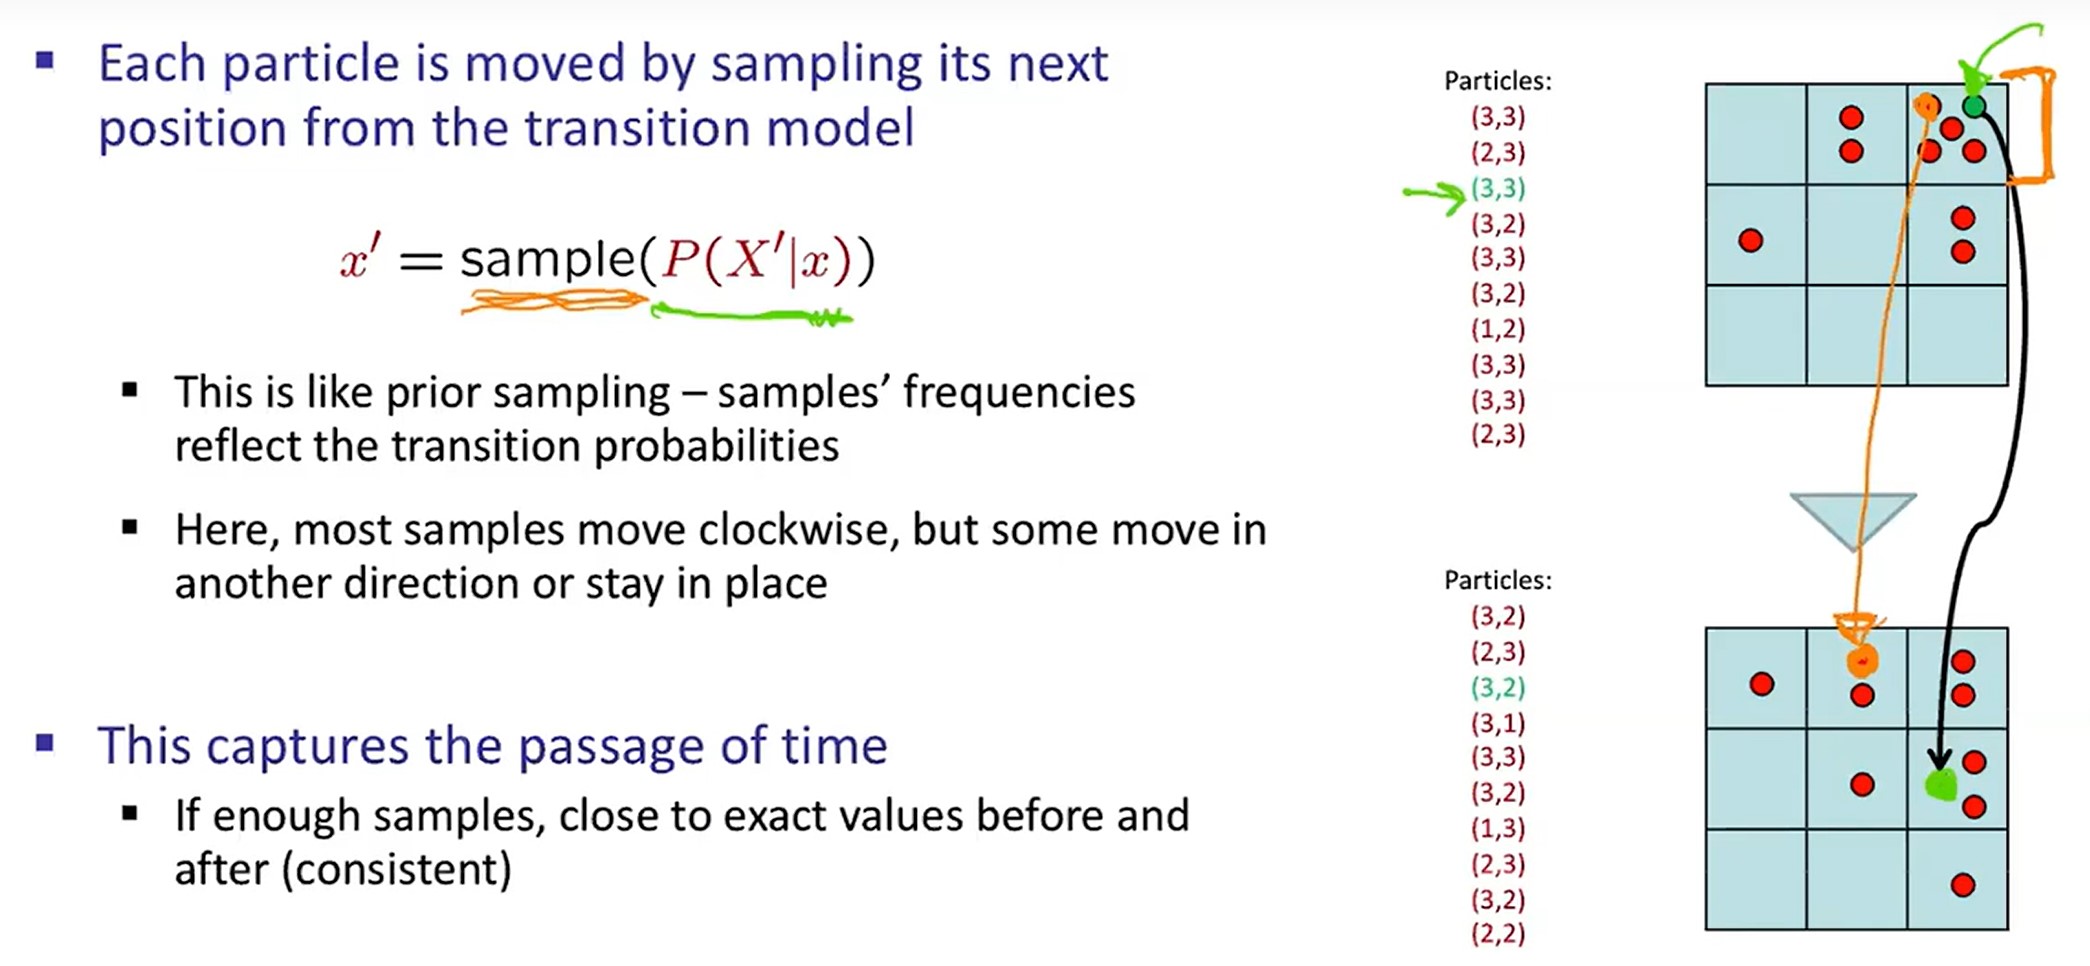 ▪ Each particle is moved by sampling its next
position from the transition model
x′ = sample(P(X′|x))
▪ This is like prior sampling – samples’ frequencies
reflect the transition probabilities
▪ Here, most samples move clockwise, but some move in
another direction or stay in place
▪ This captures the passage of time
▪ If enough samples, close to exact values before and
after (consistent)
Particles:
(3,3)
(2,3)
(3,3)
(3,2)
(3,3)
(3,2)
(1,2)
(3,3)
(3,3)
(2,3)
Particles:
(3,2)
(2,3)
(3,2)
(3,1)
(3,3)
(3,2)
(1,3)
(2,3)
(3,2)
(2,2)